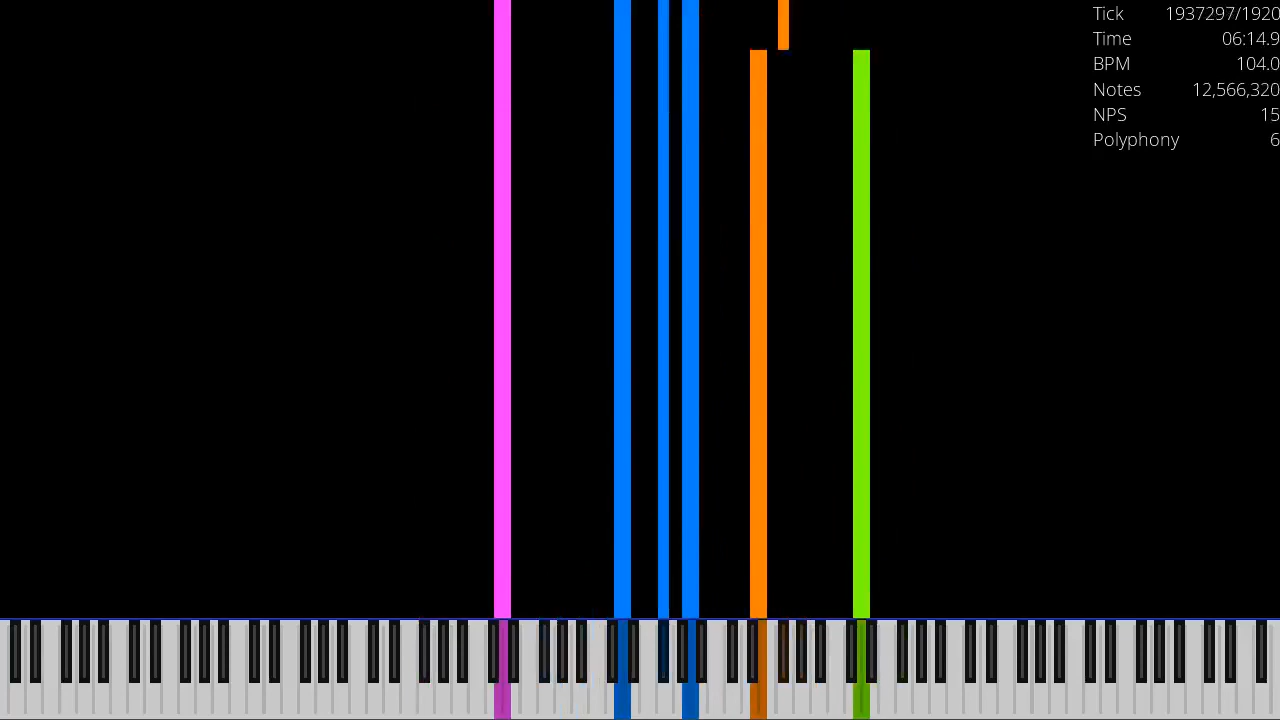 Tick 1937297/1920
Time 06:14.9
BPM 104.0
Notes 12,566,320
NPS 15
Polyphony 6